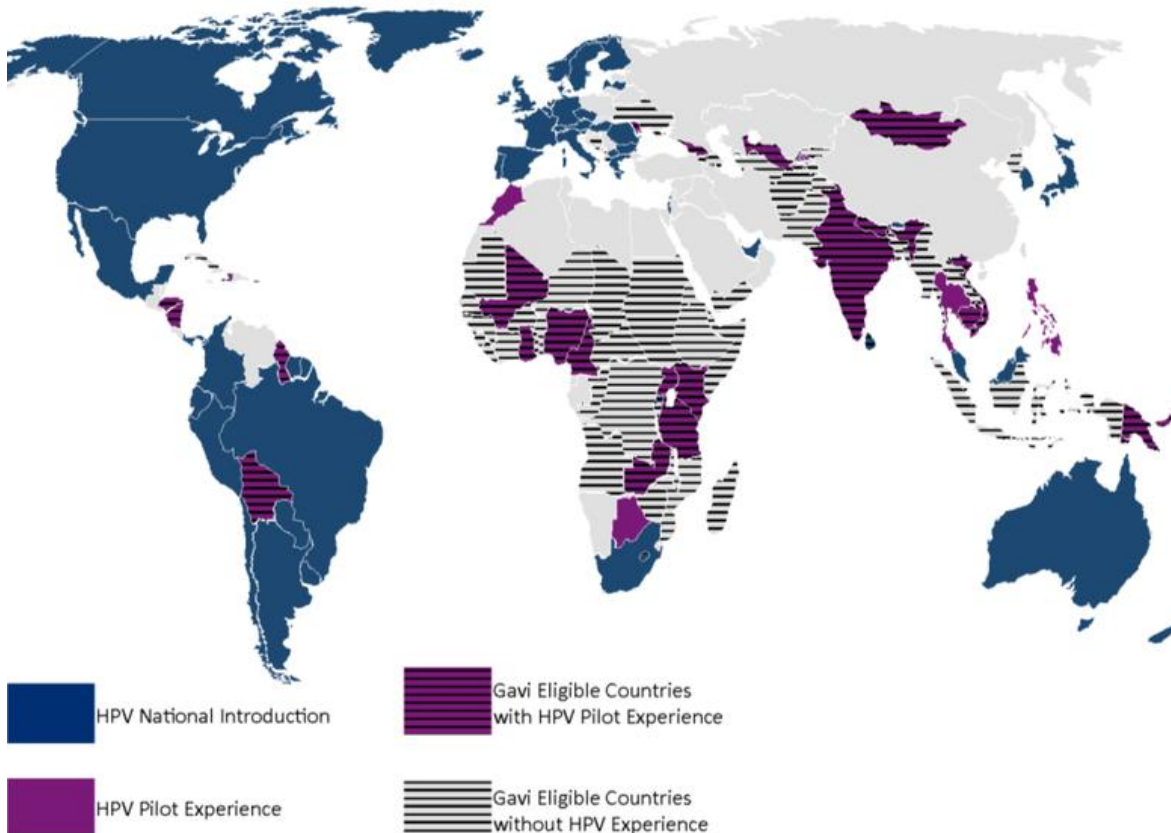 HPV National Introduction
Gavi Eligible Countries
with HPV Pilot Experience
HPV Pilot Experience
Gavi Eligible Countries
without HPV Experience